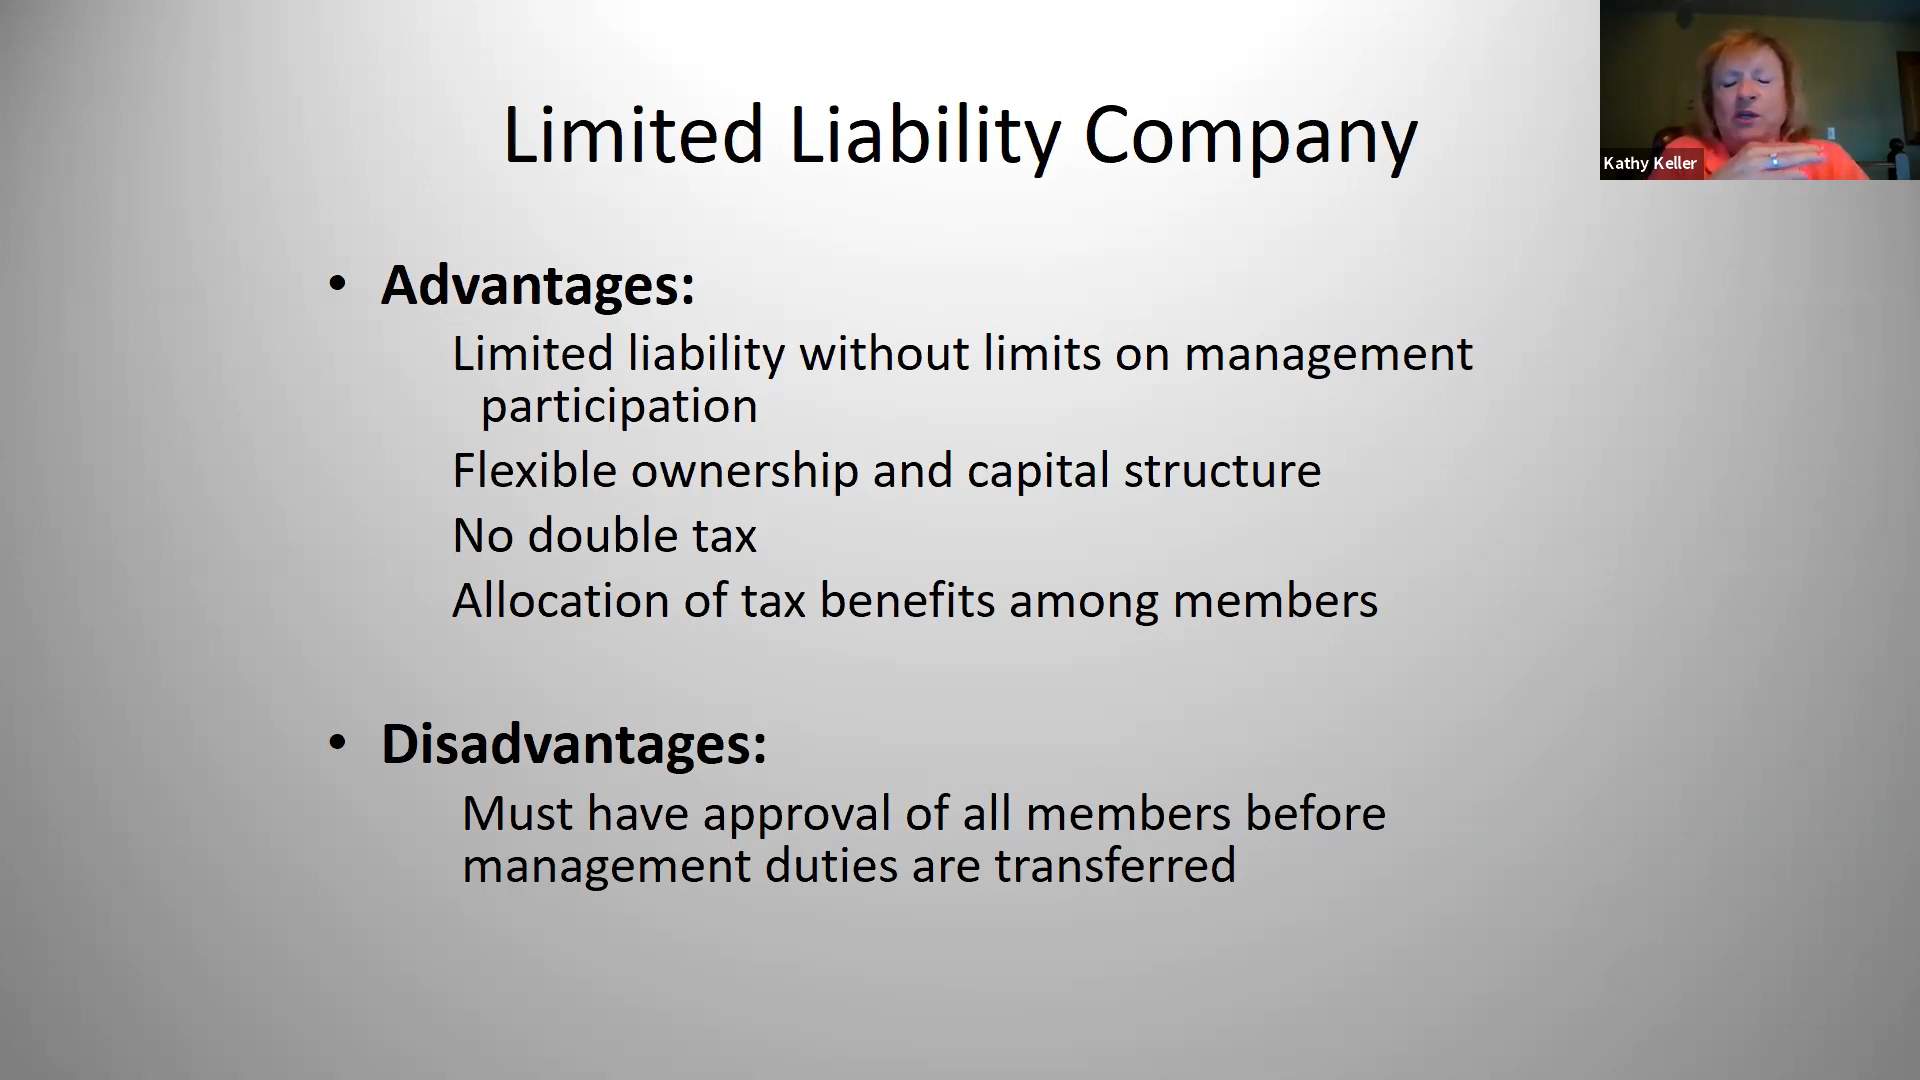 Limited Liability Company
Kathy Keller
• Advantages:
Limited liability without limits on management
participation
Flexible ownership and capital structure
No double tax
Allocation of tax benefits among members
• Disadvantages:
Must have approval of all members before
management duties are transferred